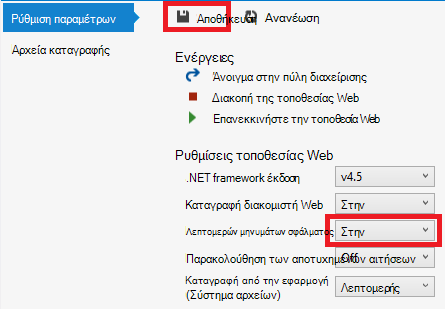 Ρύθμιση παραμέτρων
Αποθήκευση Ανανέωση
Αρχεία καταγραφής
Ενέργειες
Άνοιγμα στην πύλη διαχείρισης
Διακοπή της τοποθεσίας Web
Επανεκκινήστε την τοποθεσία Web
Ρυθμίσεις τοποθεσίας Web
.NET framework έκδοση v4.5
Καταγραφή διακομιστή Web Στην
Λεπτομερών μηνυμάτων σφάλματος Στην
Παρακολούθηση των αποτυχημένων αιτήσεων Off
Καταγραφή από την εφαρμογή
(Σύστημα αρχείων) Λεπτομερής